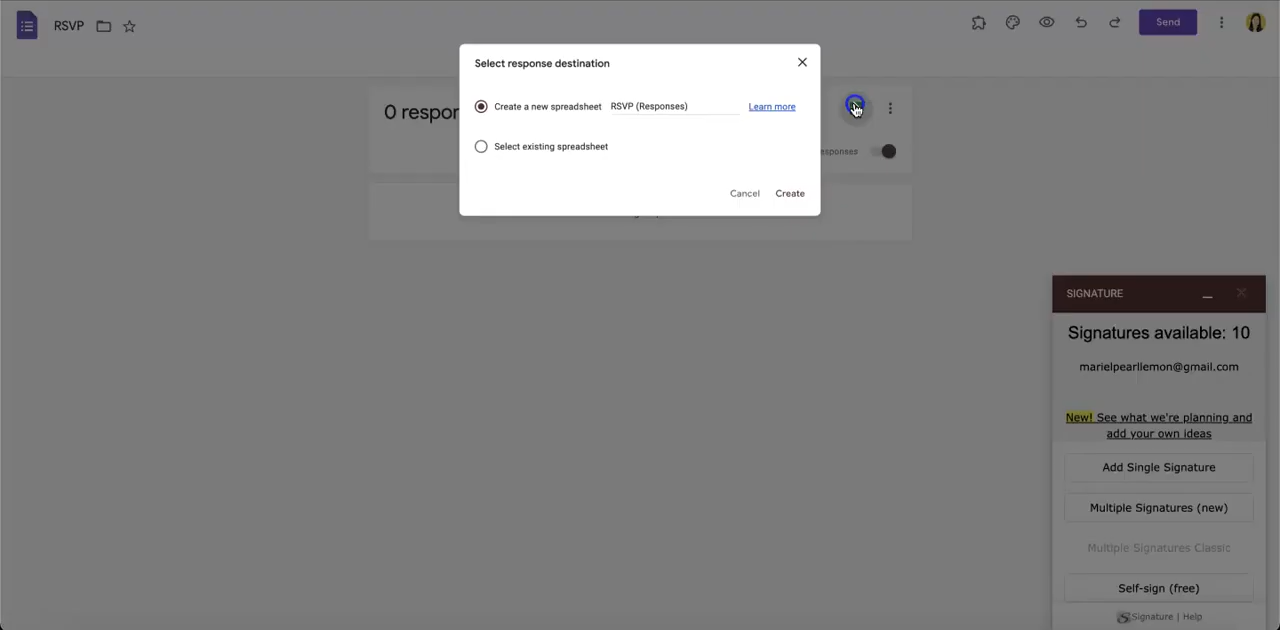 RSVP
Send
Select response destination
Create a new spreadsheet RSVP (Responses) Learn more
Select existing spreadsheet
Cancel Create
0 respor
esponses
SIGNATURE
Signatures available: 10
marielpearllemon@gmail.com
New! See what we're planning and
add your own ideas
Add Single Signature
Multiple Signatures (new)
Multiple Signatures Classic
Self-sign (free)
Signature | Help